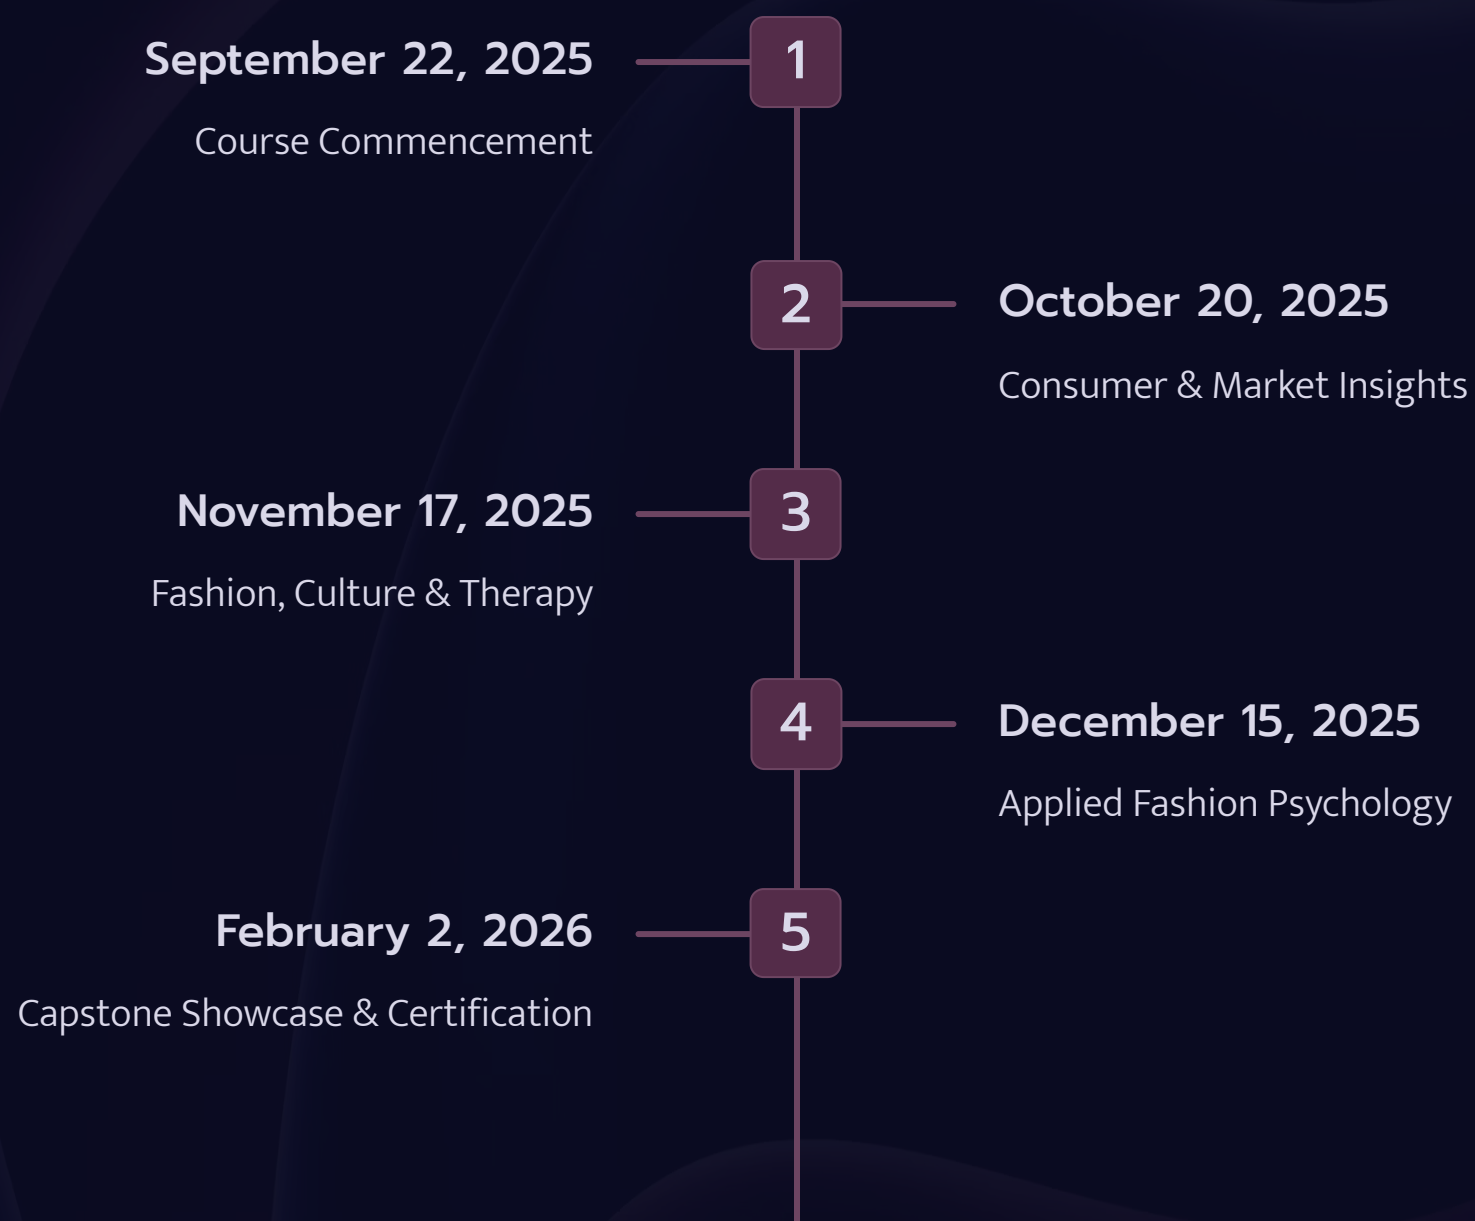 1
September 22, 2025
Course Commencement
2
October 20, 2025
Consumer & Market Insights
3
November 17, 2025
Fashion, Culture & Therapy
4
December 15, 2025
Applied Fashion Psychology
5
February 2, 2026
Capstone Showcase & Certification